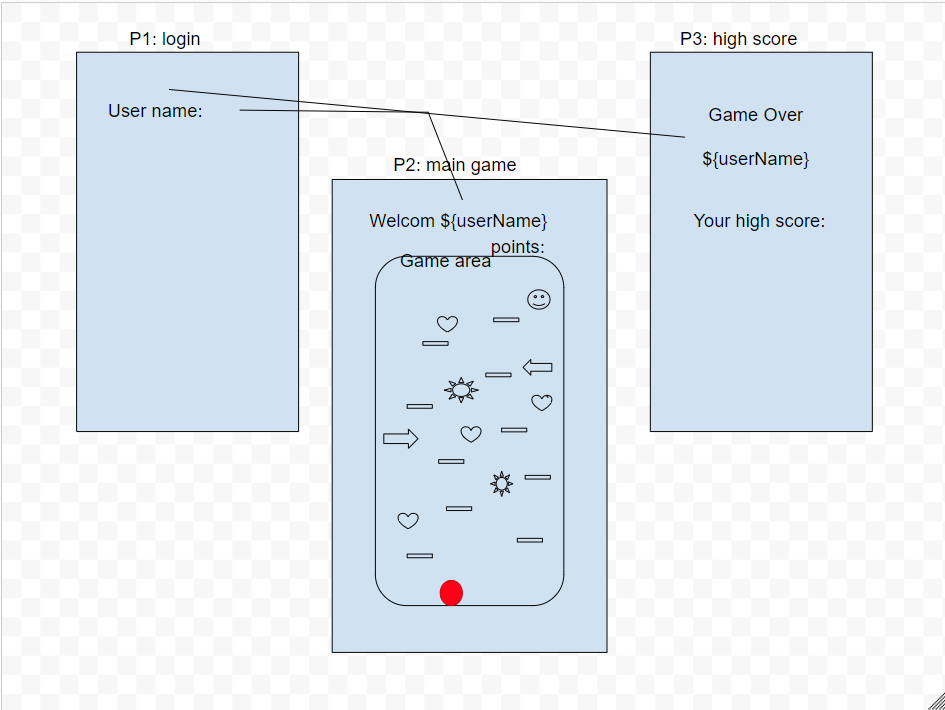 P1: login
User name:
P2: main game
Welcom ${userName}
points:
Game area
P3: high score
Game Over
${userName}
Your high score: